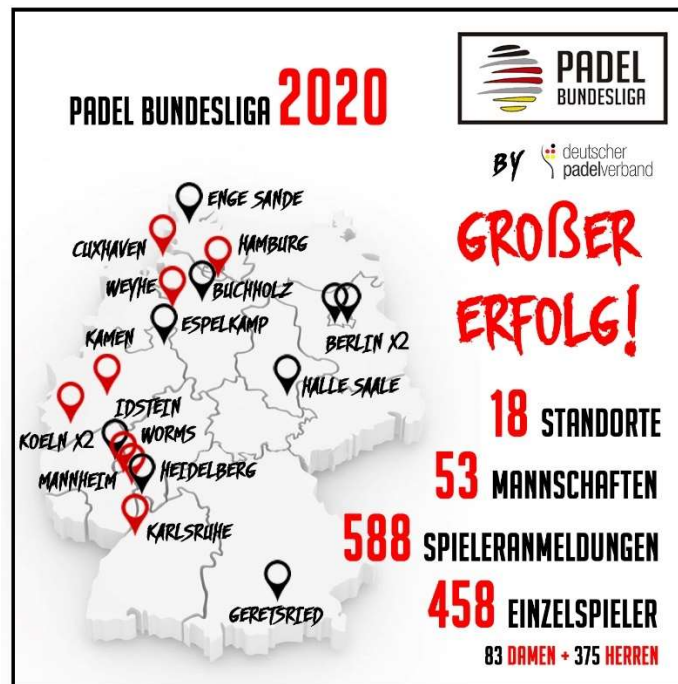 PADEL BUNDESLIGA 2020
PADEL
BUNDESLIGA
BY deutscher
padelverband
GROßER
ERFOLG!
ENGE SANDE
CUXHAVEN
HAMBURG
WEYHE
BUCHHOLZ
KAMEN
ESPELKAMP
BERLIN X2
HALLE SAALE
IDSTEIN
KOELN X2
WORMS
MANNHEIM
HEIDELBERG
KARLSRUHE
GERETSRIED
18 STANDORTE
53 MANNSCHAFTEN
588 SPIELERANMELDUNGEN
458 EINZELSPIELER
83 DAMEN + 375 HERREN